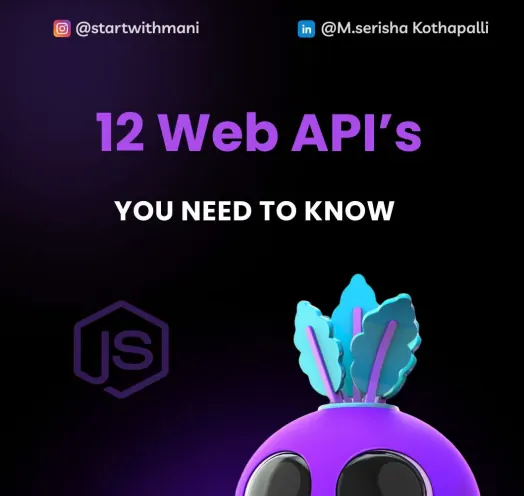 @startwithmani
@M.serisha Kothapalli
12 Web API’s
YOU NEED TO KNOW
JS